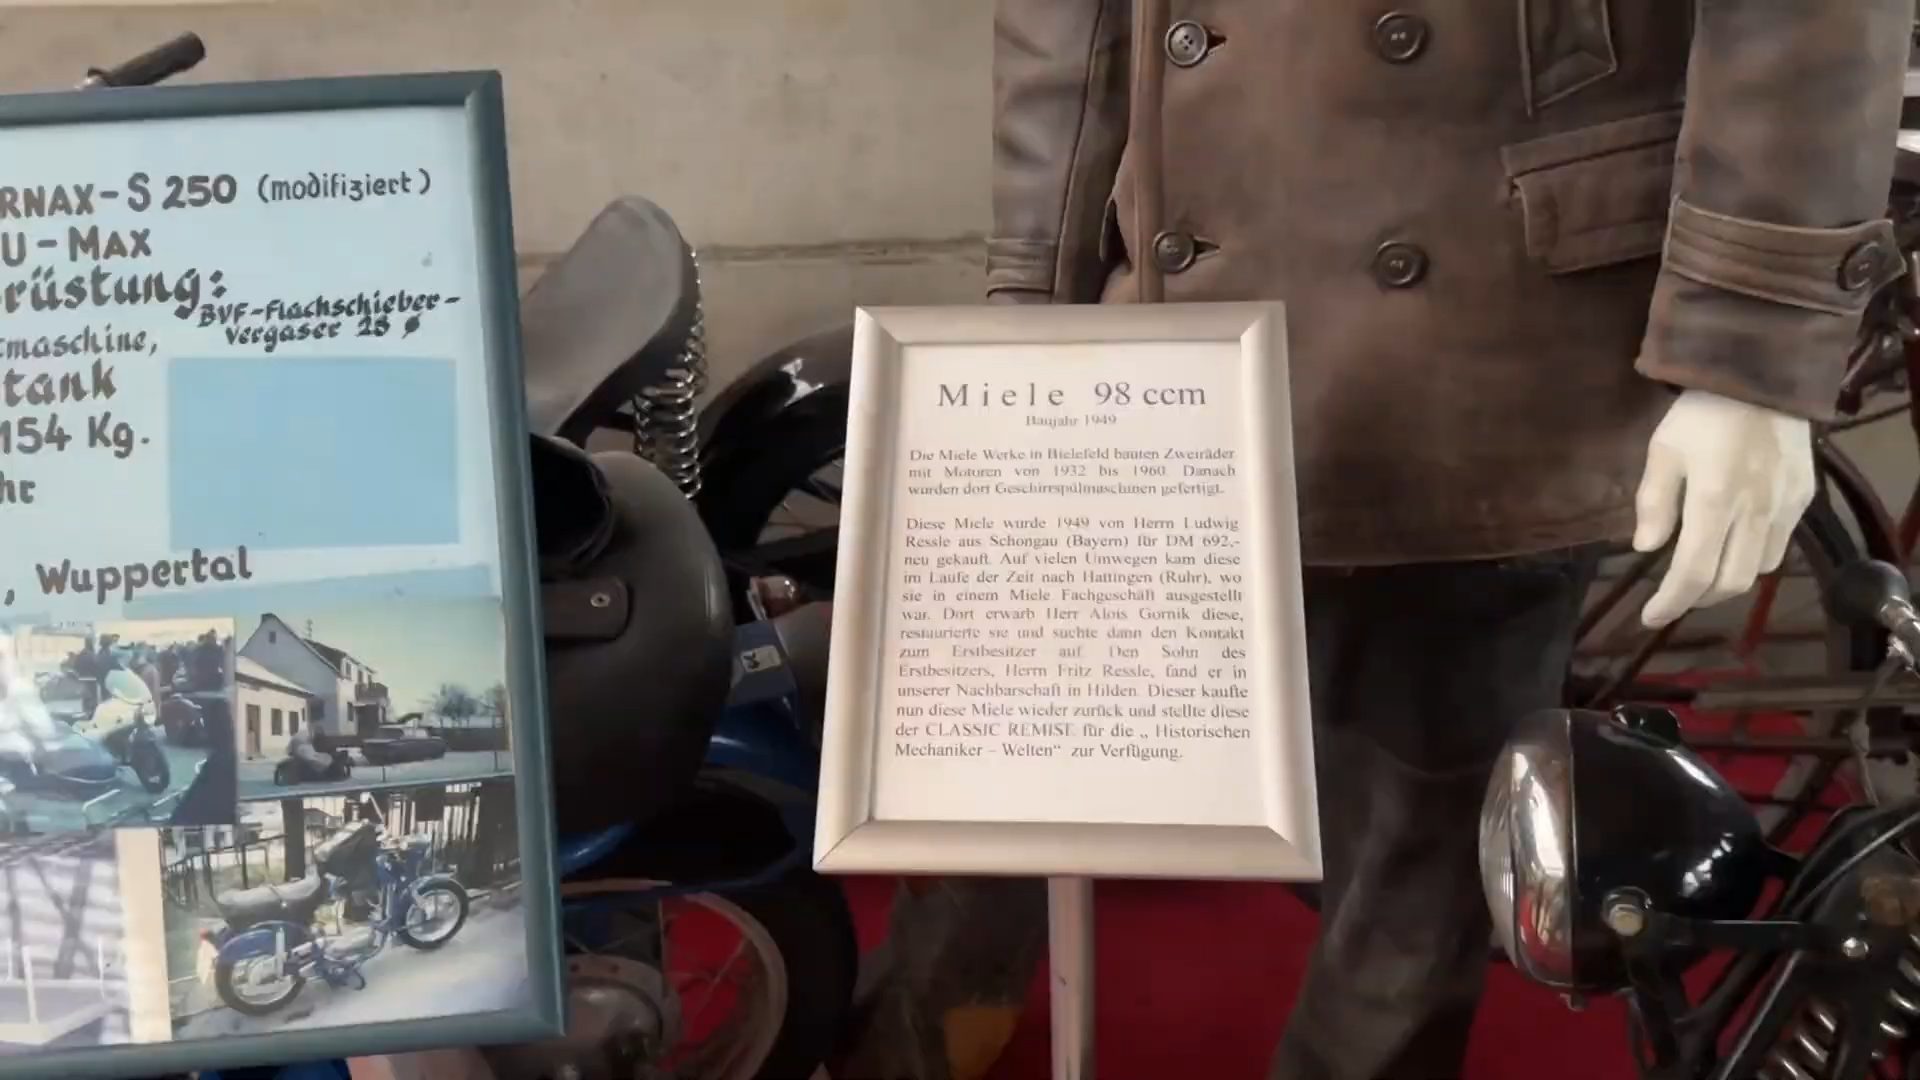 RNAX-S 250 (modifiziert)
U-MAX
rüstung:
BVF-Flachschieber-
Vergaser 28 ø
maschine,
tank
154 Kg.
hr
, Wuppertal
Miele 98 ccm
Baujahr 1949
Die Miele Werke in Bielefeld bauten Zweiräder
mit Motoren von 1932 bis 1960. Danach
wurden dort Geschirrspülmaschinen gefertigt.
Diese Miele wurde 1949 von Herrn Ludwig
Ressle aus Schongau (Bayern) für DM 692,-
neu gekauft. Auf vielen Umwegen kam diese
im Laufe der Zeit nach Hattingen (Ruhr), wo
sie in einem Miele Fachgeschäft ausgestellt
war. Dort erwarb Herr Alois Gornik diese,
restaurierte sie und suchte dann den Kontakt
zum Erstbesitzer auf. Den Sohn des
Erstbesitzers, Herrn Fritz Ressle, fand er in
unserer Nachbarschaft in Hilden. Dieser kaufte
nun diese Miele wieder zurück und stellte diese
der CLASSIC REMISE für die „ Historischen
Mechaniker – Welten“ zur Verfügung.